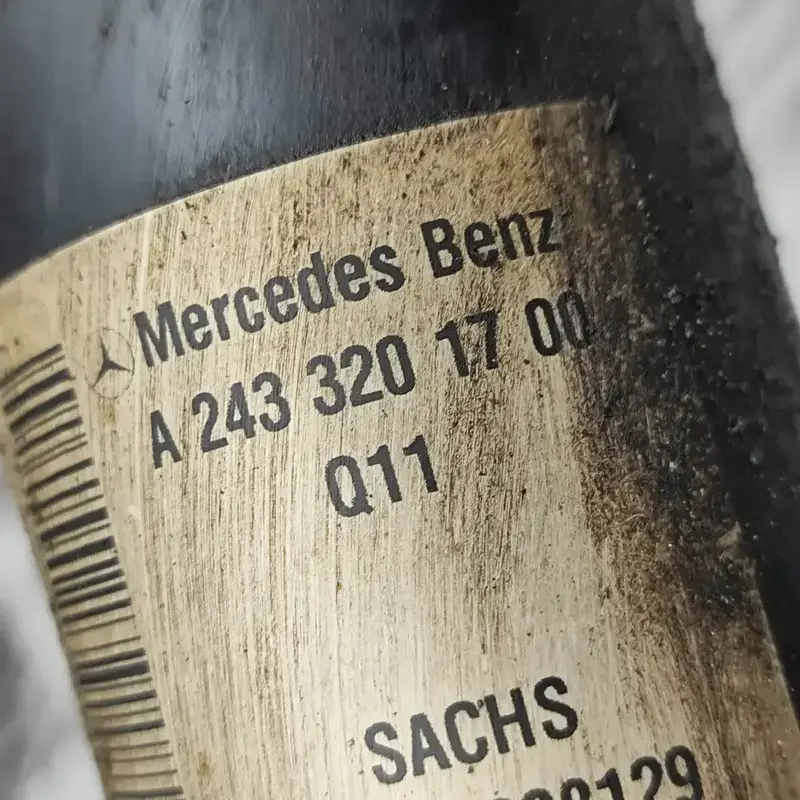 Mercedes Benz
A 243 320 17 00
Q11
SACHS